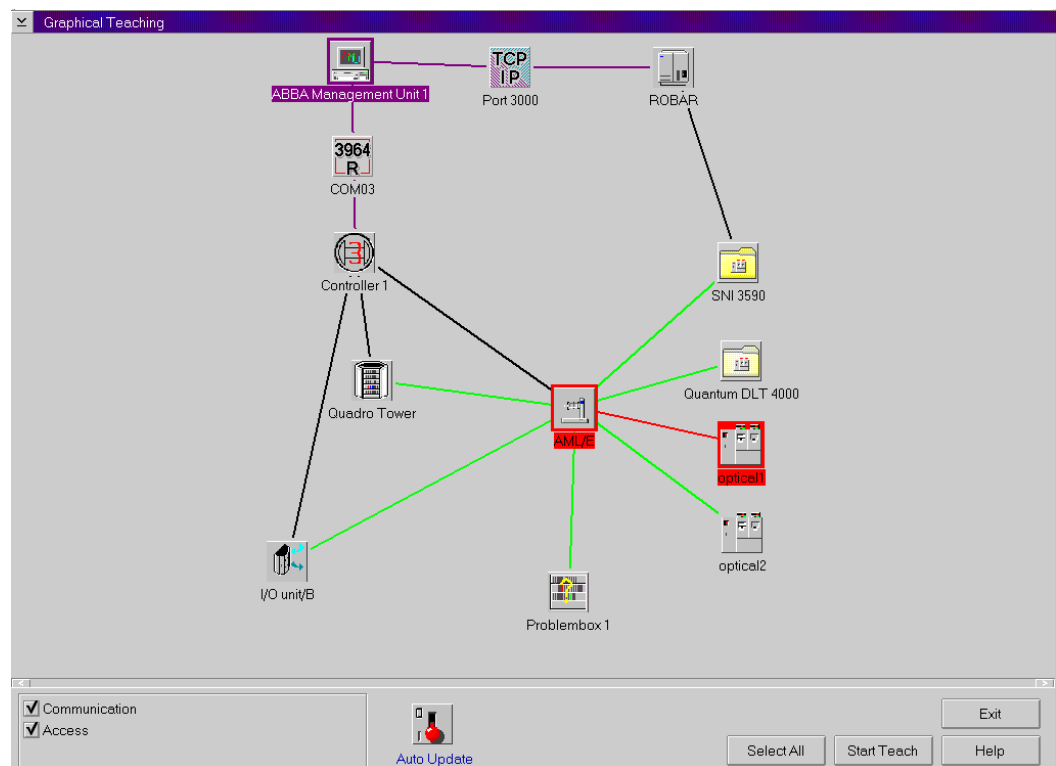 Graphical Teaching
TCP
IP
ABBA Management Unit 1
Port 3000
ROBAR
3964
R
COM03
Controller 1
SNI 3590
Quadro Tower
Quantum DLT 4000
AML/E
optical1
optical2
I/O unit/B
Problembox 1
Communication
Access
Auto Update
Select All
Start Teach
Exit
Help